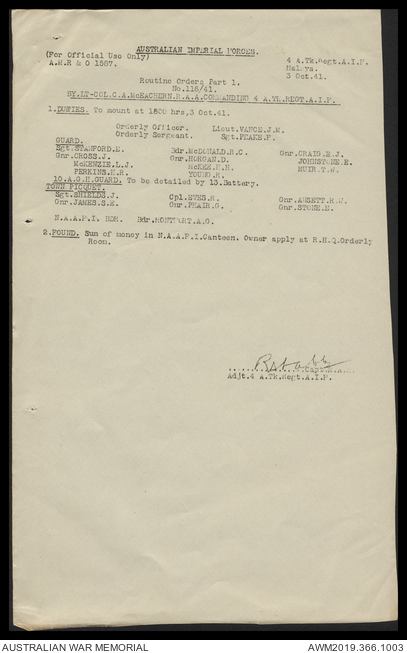 AUSTRALIAN IMPERIAL FORCES.
(For Official Use Only)
A.M.R & O 1587.
4 A.Tk.Regt.A.I.F.
Malaya.
3 Oct.41.
Routine Orders Part 1.
No.116/41.
BY.LT-COL.C.A.McEACHERN.R.A.A.COMMANDING 4 A.TK.REGT.A.I.F.
1.DUTIES. To mount at 1800 hrs,3 Oct.41.
Orderly Officer. Lieut.VANCE.J.M.
Orderly Sergeant. Sgt.PEAKE.F.
GUARD.
Sgt.STAMFORD.E. Bdr.McDONALD.R.C. Gnr.CRAIG.E.J.
Gnr.CROSS.J. Gnr.HORGAN.D. JOHNSTONE.E.
McKENZIE.L.J. McKEE.H.H. MUIR.T.W.
PERKINS.H.R. YOUNG.R.
10.A.G.H.GUARD. To be detailed by 13.Battery.
TOWN PICQUET.
Sgt.SHIELDS.J. Cpl.EVES.R. Gnr.ANSETT.R.J.
Gnr.JAMES.S.E. Gnr.PHAIR.G. Gnr.STONE.N.
N.A.A.F.I. BDR. Bdr.MONTFORT.A.G.
2.FOUND. Sum of money in N.A.A.F.I.Canteen. Owner apply at R.H.Q.Orderly
Room.
Capt.R.A.A.
Adjt.4 A.Tk.Regt.A.I.F.
AUSTRALIAN WAR MEMORIAL
AWM2019.366.1003